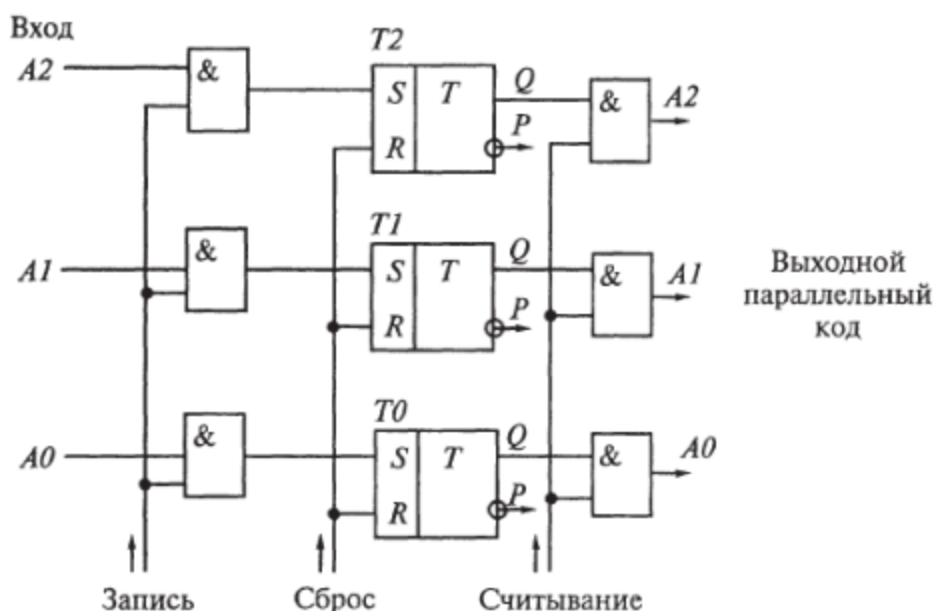 Вход
A2
&
T2
S T
R
Q
P
&
A2
A1
&
T1
S T
R
Q
P
&
A1
Выходной
параллельный
код
A0
&
T0
S T
R
Q
P
&
A0
Запись
Сброс
Считывание